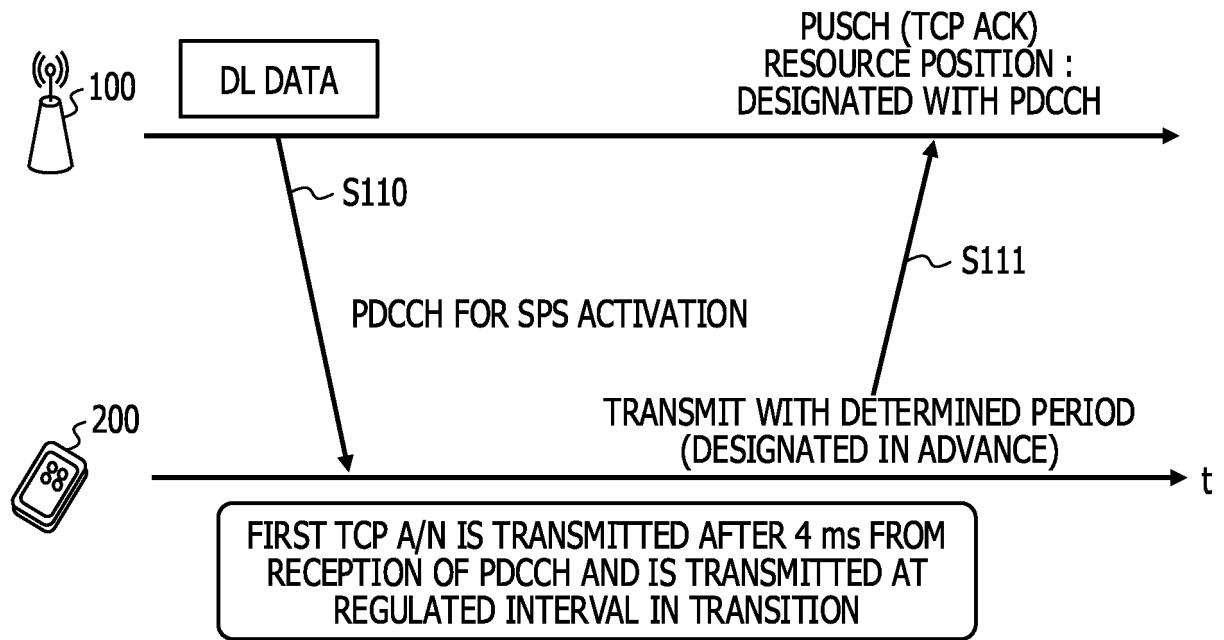 PUSCH (TCP ACK)
RESOURCE POSITION :
DESIGNATED WITH PDCCH
100
DL DATA
S110
S111
PDCCH FOR SPS ACTIVATION
200
TRANSMIT WITH DETERMINED PERIOD
(DESIGNATED IN ADVANCE)
t
FIRST TCP A/N IS TRANSMITTED AFTER 4 ms FROM
RECEPTION OF PDCCH AND IS TRANSMITTED AT
REGULATED INTERVAL IN TRANSITION